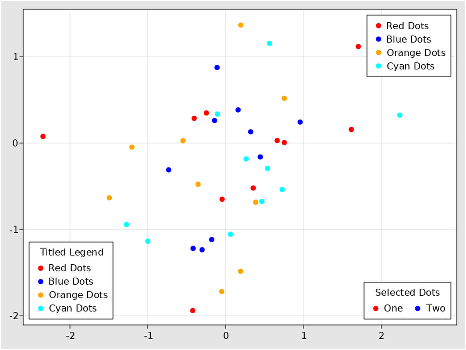 Red Dots
Blue Dots
Orange Dots
Cyan Dots
1
0
-1
-2
Titled Legend
Red Dots
Blue Dots
Orange Dots
Cyan Dots
Selected Dots
One Two
-2 -1 0 1 2